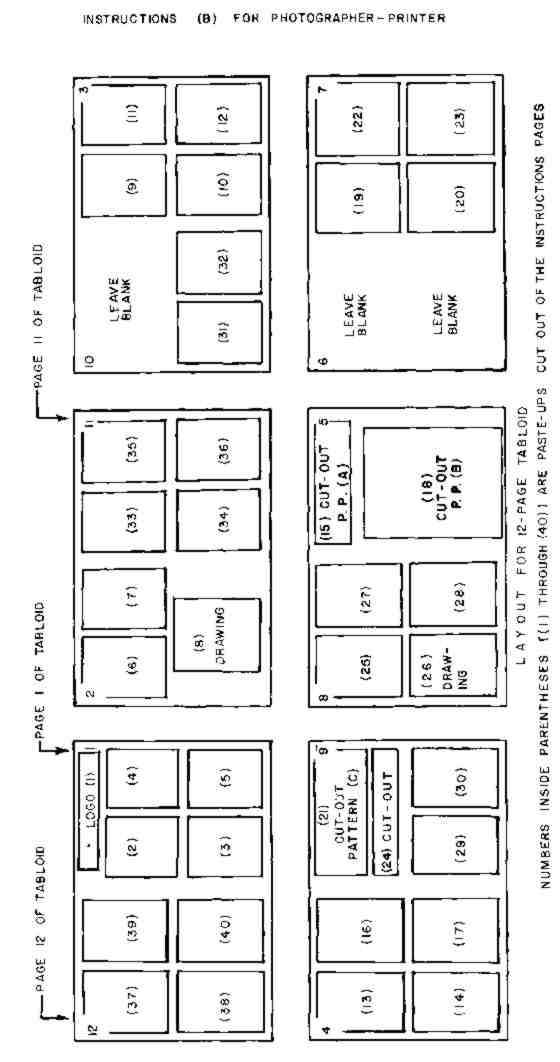 INSTRUCTIONS (B) FOR PHOTOGRAPHER-PRINTER
PAGE 12 OF TABLOID
PAGE 1 OF TABLOID
PAGE 11 OF TABLOID
12
1
LOGO (1)
(37)
(39)
(2)
(4)
(38)
(40)
(3)
(5)
2
11
(6)
(7)
(33)
(35)
(8)
DRAWING
(34)
(36)
10
3
LEAVE
BLANK
(9)
(11)
(31)
(32)
(10)
(12)
4
9
(13)
(16)
(21)
CUT-OUT
PATTERN (C)
(24) CUT-OUT
(14)
(17)
(29)
(30)
8
5
(25)
(27)
(15) CUT-OUT
P.P. (A)
(26)
DRAW-
ING
(28)
(18)
CUT-OUT
P.P. (B)
6
7
LEAVE
BLANK
(19)
(22)
LEAVE
BLANK
(20)
(23)
LAYOUT FOR 12-PAGE TABLOID
NUMBERS INSIDE PARENTHESES [(1) THROUGH (40)] ARE PASTE-UPS CUT OUT OF THE INSTRUCTIONS PAGES